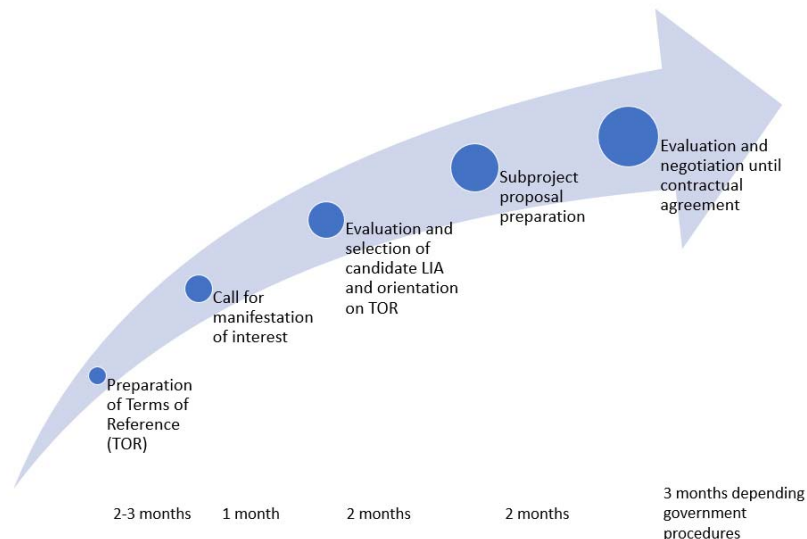 Preparation
of Terms of
Reference
(TOR)
Call for
manifestation
of interest
Evaluation and
selection of
candidate LIA
and orientation
on TOR
Subproject
proposal
preparation
Evaluation and
negotiation until
contractual
agreement
2-3 months
1 month
2 months
2 months
3 months depending
government
procedures